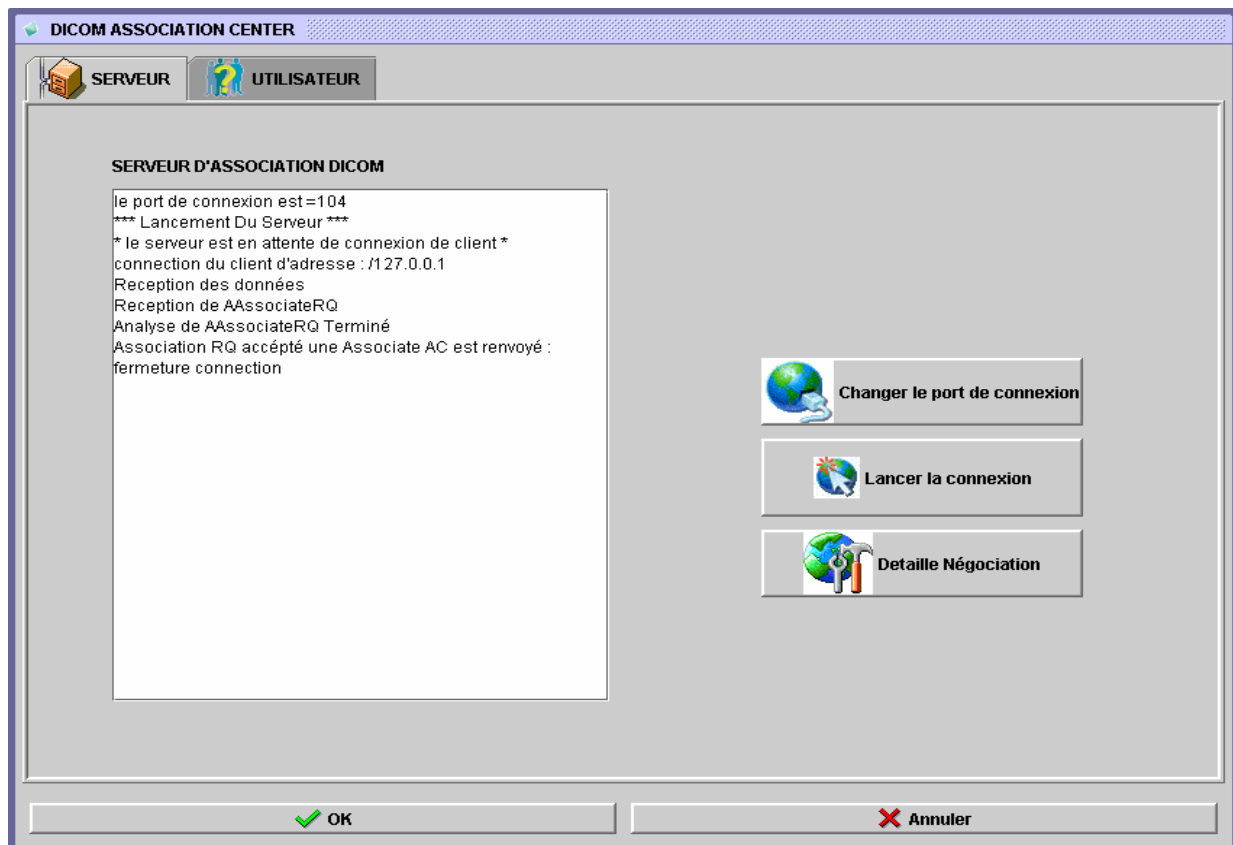 DICOM ASSOCIATION CENTER
SERVEUR
UTILISATEUR
SERVEUR D'ASSOCIATION DICOM
le port de connexion est =104
*** Lancement Du Serveur ***
* le serveur est en attente de connexion de client *
connection du client d'adresse : /127.0.0.1
Reception des données
Reception de AAssociateRQ
Analyse de AAssociateRQ Terminé
Association RQ accépté une Associate AC est renvoyé :
fermeture connection
Changer le port de connexion
Lancer la connexion
Detaille Négociation
OK
Annuler